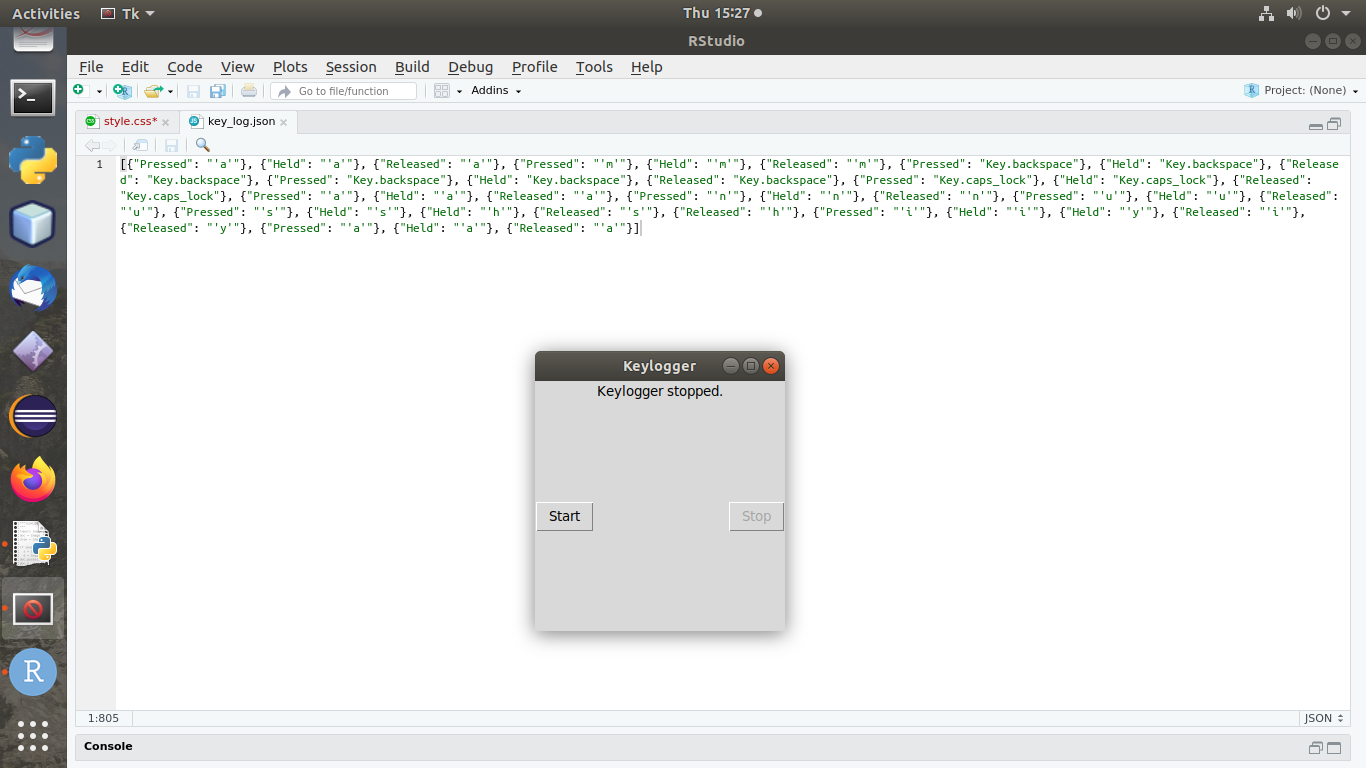 Activities
Tk
Thu 15:27
RStudio
File Edit Code View Plots Session Build Debug Profile Tools Help
Go to file/function
Addins
Project: (None)
style.css*
key_log.json
1
[{"Pressed": "'a'"}, {"Held": "'a'"}, {"Released": "'a'"}, {"Pressed": }, {"Held": }, {"Released": }, {"Pressed": "Key.backspace"}, {"Held": "Key.backspace"}, {"Release
d": "Key.backspace"}, {"Pressed": "Key.backspace"}, {"Held": "Key.backspace"}, {"Released": "Key.backspace"}, {"Pressed": "Key.caps_lock"}, {"Held": "Key.caps_lock"}, {"Released":
"Key.caps_lock"}, {"Pressed": "'a'"}, {"Held": "'a'"}, {"Released": "'a'"}, {"Pressed": "'n'"}, {"Held": "'n'"}, {"Released": "'n'"}, {"Pressed": "'u'"}, {"Held": "'u'"}, {"Released":
"'u'"}, {"Pressed": "'s'"}, {"Held": "'s'"}, {"Held": "'h'"}, {"Released": "'s'"}, {"Released": "'h'"}, {"Pressed": "'i'"}, {"Held": "'i'"}, {"Held": "'y'"}, {"Released": "'i'"},
{"Released": "'y'"}, {"Pressed": "'a'"}, {"Held": "'a'"}, {"Released": "'a'"}]
Keylogger
Keylogger stopped.
Start
Stop
R
1:805
JSON
Console